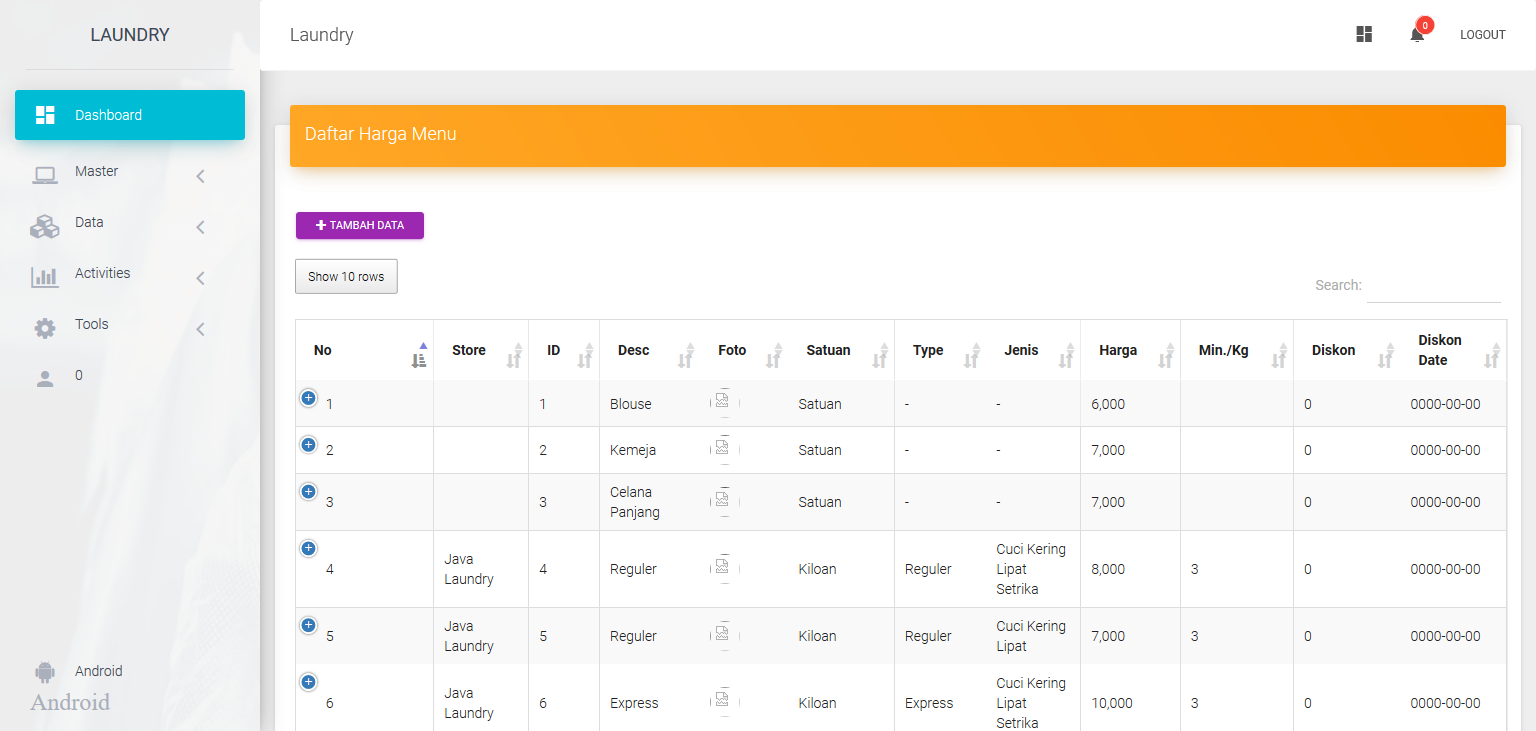 LAUNDRY
Laundry
0
LOGOUT
Dashboard
Master
Data
Activities
Tools
0
Android
Android
Daftar Harga Menu
TAMBAH DATA
Show 10 rows
Search:
No Store ID Desc Foto Satuan Type Jenis Harga Min./Kg Diskon Diskon Date
1 1 Blouse Satuan - - 6,000 0 0000-00-00
2 2 Kemeja Satuan - - 7,000 0 0000-00-00
3 3 Celana Panjang Satuan - - 7,000 0 0000-00-00
4 Java Laundry 4 Reguler Kiloan Reguler Cuci Kering Lipat Setrika 8,000 3 0 0000-00-00
5 Java Laundry 5 Reguler Kiloan Reguler Cuci Kering Lipat 7,000 3 0 0000-00-00
6 Java Laundry 6 Express Kiloan Express Cuci Kering Lipat Setrika 10,000 3 0 0000-00-00